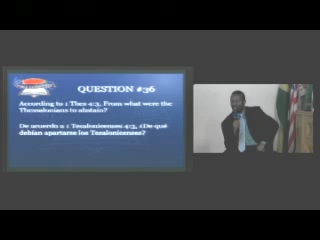 QUESTION #36
According to 1 Thes 4:3, From what were the
Thessalonians to abstain?
De acuerdo a 1 Tesalonicenses 4:3, ¿De qué
debían apartarse los Tesalonicenses?